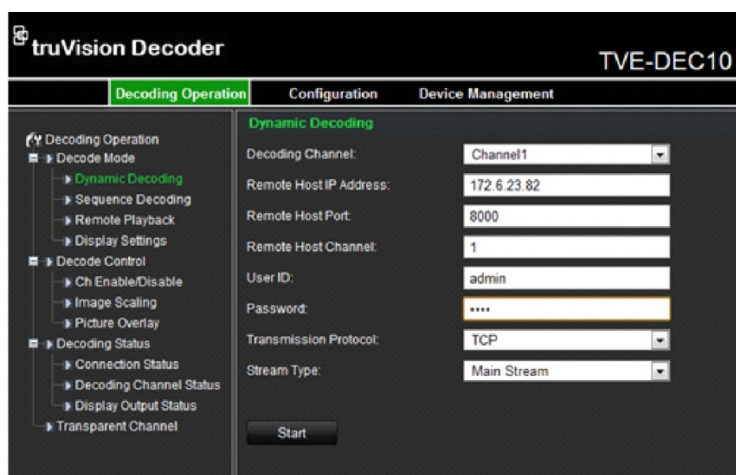 truVision Decoder
TVE-DEC10
Decoding Operation Configuration Device Management
Decoding Operation
Decode Mode
Dynamic Decoding
Sequence Decoding
Remote Playback
Display Settings
Decode Control
Ch Enable/Disable
Image Scaling
Picture Overlay
Decoding Status
Connection Status
Decoding Channel Status
Display Output Status
Transparent Channel
Dynamic Decoding
Decoding Channel: Channel1
Remote Host IP Address: 172.6.23.82
Remote Host Port: 8000
Remote Host Channel: 1
User ID: admin
Password: ••••
Transmission Protocol: TCP
Stream Type: Main Stream
Start